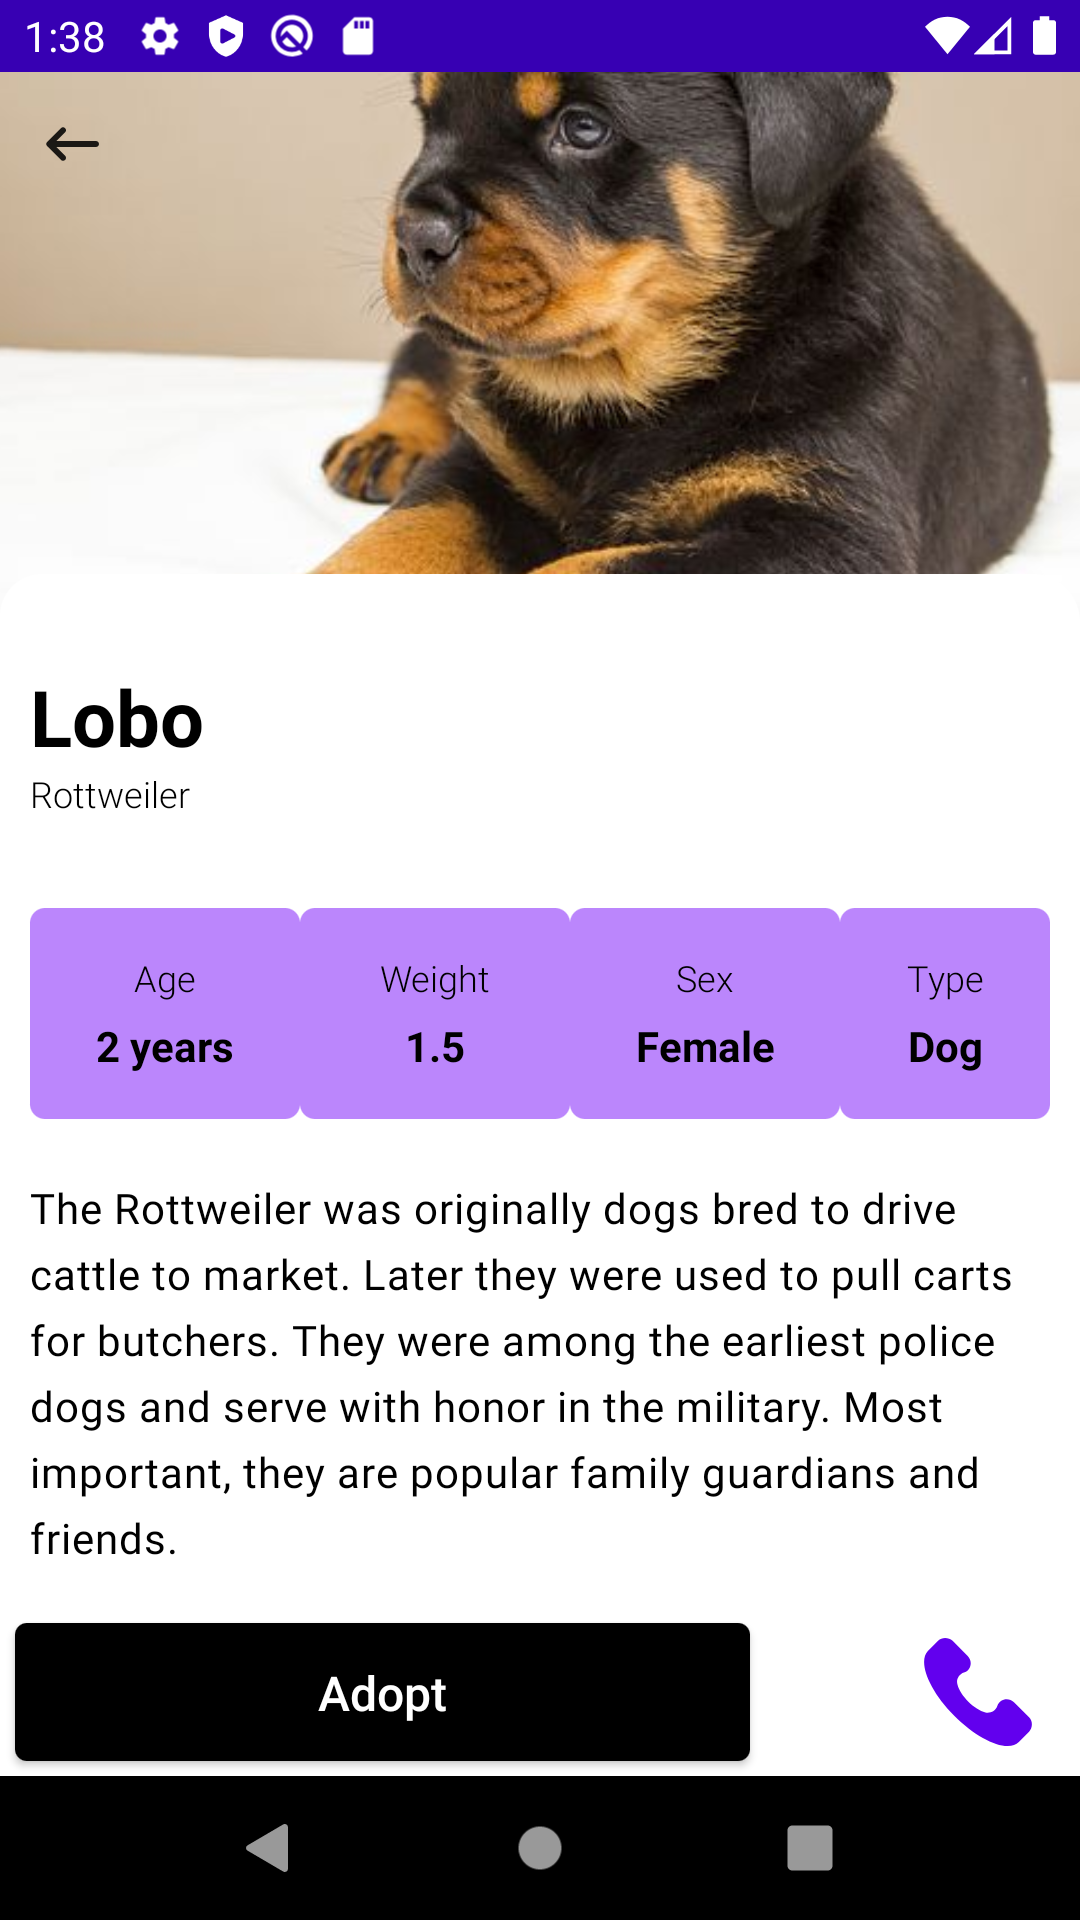 1:38
Lobo
Rottweiler
Age Weight Sex Type
2 years 1.5 Female Dog
The Rottweiler was originally dogs bred to drive
cattle to market. Later they were used to pull carts
for butchers. They were among the earliest police
dogs and serve with honor in the military. Most
important, they are popular family guardians and
friends.
Adopt